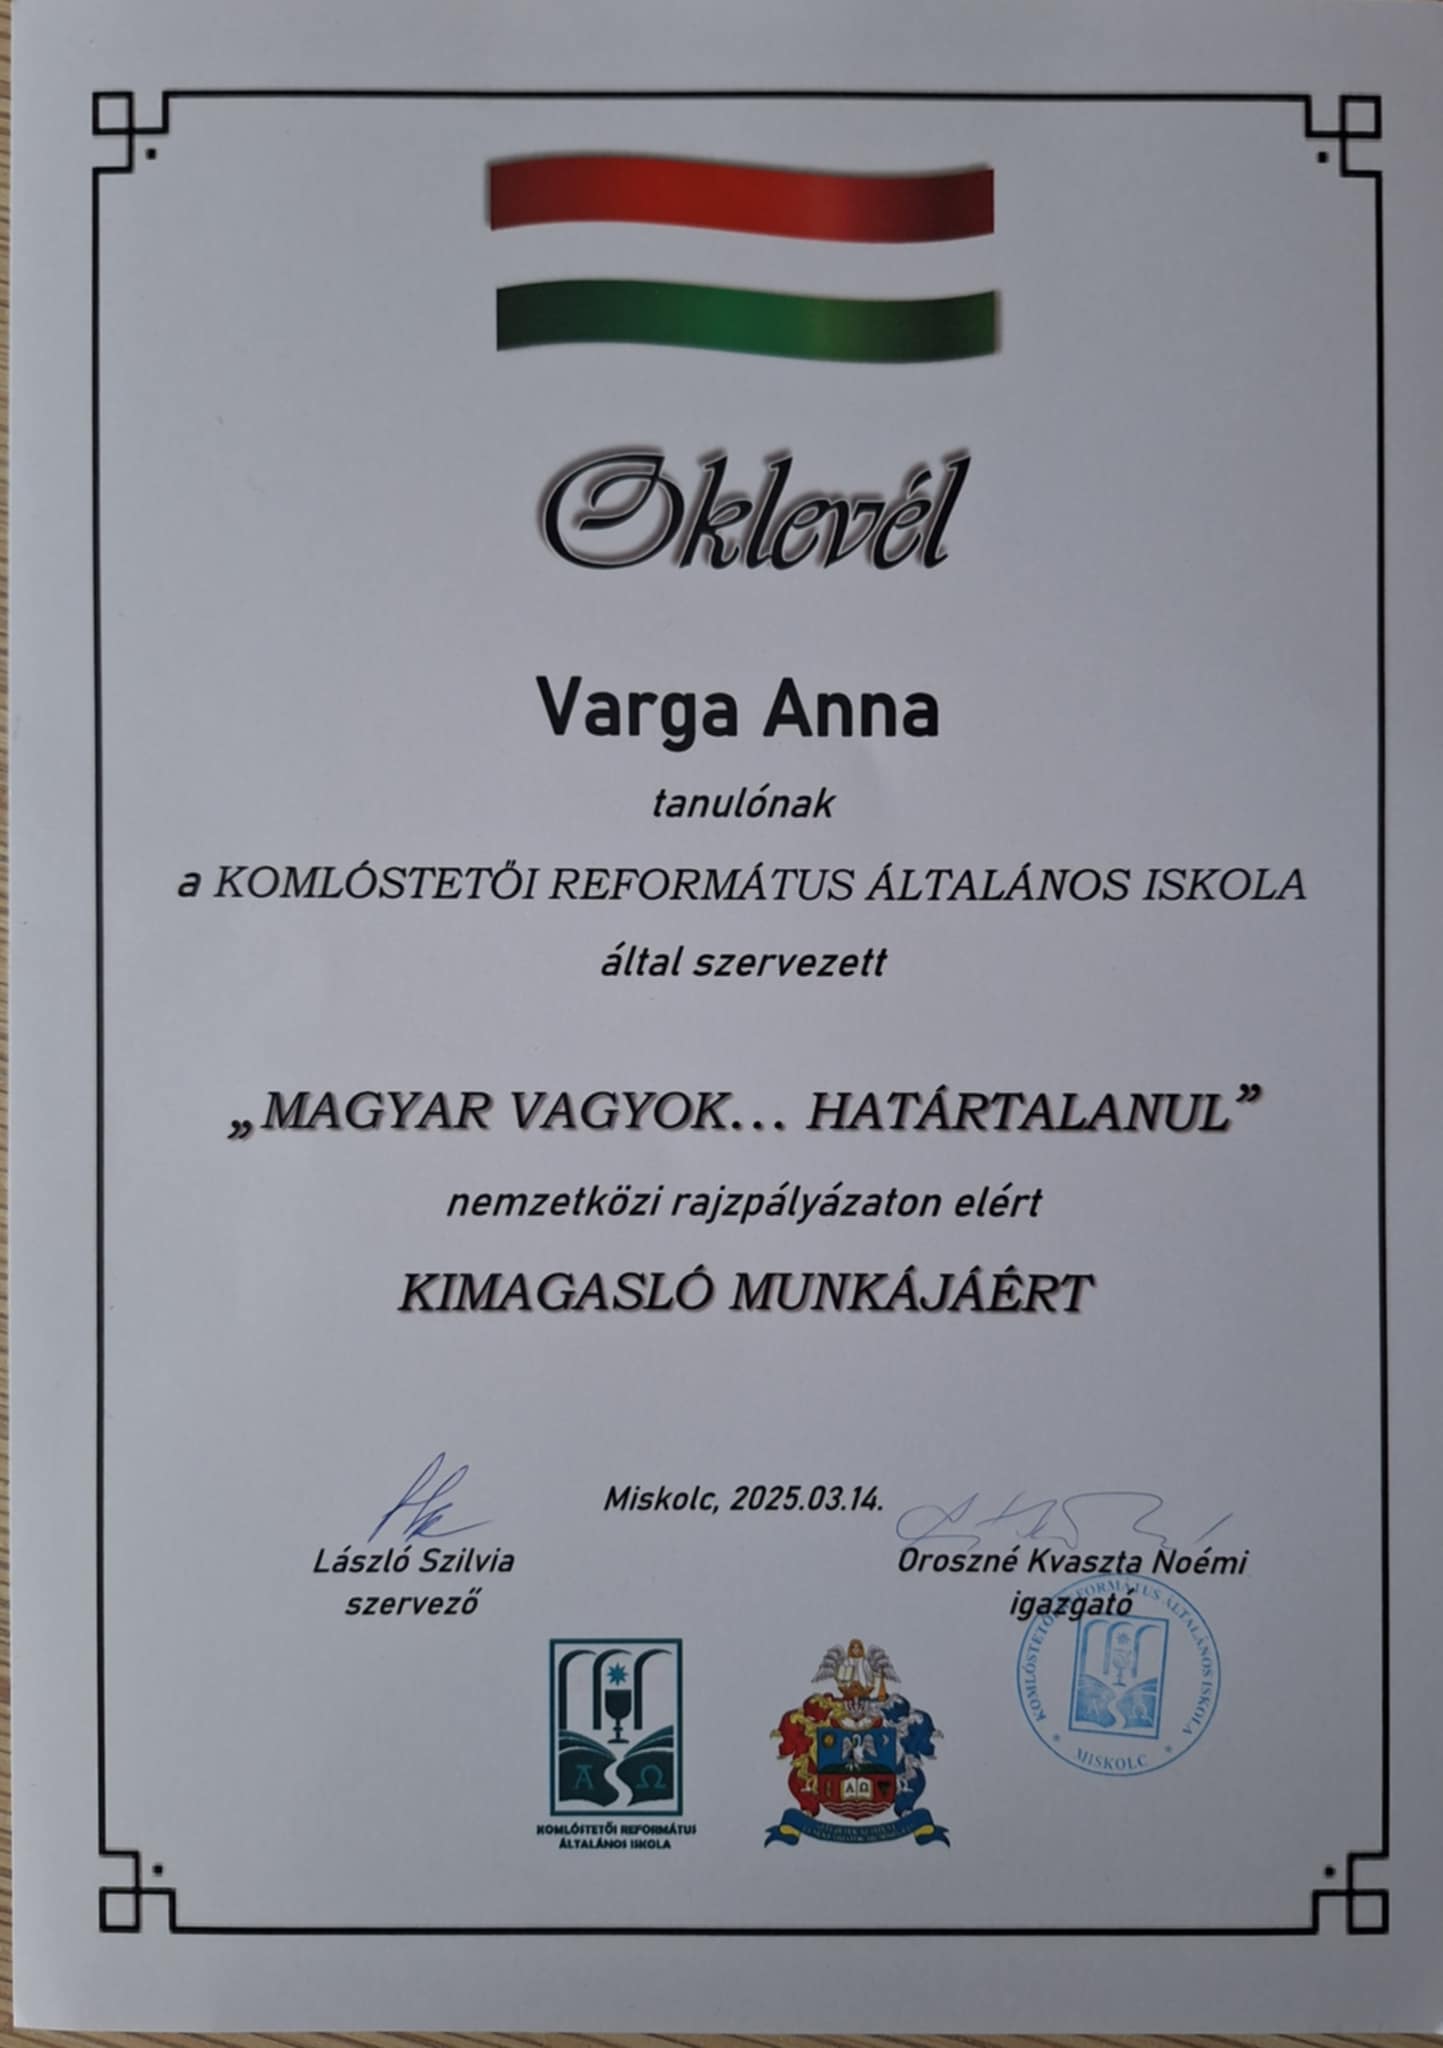 Oklevél
Varga Anna
tanulónak
a KOMLÓSTETŐI REFORMÁTUS ÁLTALÁNOS ISKOLA
által szervezett
„MAGYAR VAGYOK… HATÁRTALANUL”
nemzetközi rajzpályázaton elért
KIMAGASLÓ MUNKÁJÁÉRT
Miskolc, 2025.03.14.
László Szilvia
szervező
Oroszné Kvaszta Noémi
igazgató
KOMLÓSTETŐI REFORMÁTUS ÁLTALÁNOS ISKOLA
* MISKOLC *
Α Ω
KOMLÓSTETŐI REFORMÁTUS
ÁLTALÁNOS ISKOLA
Α Ω